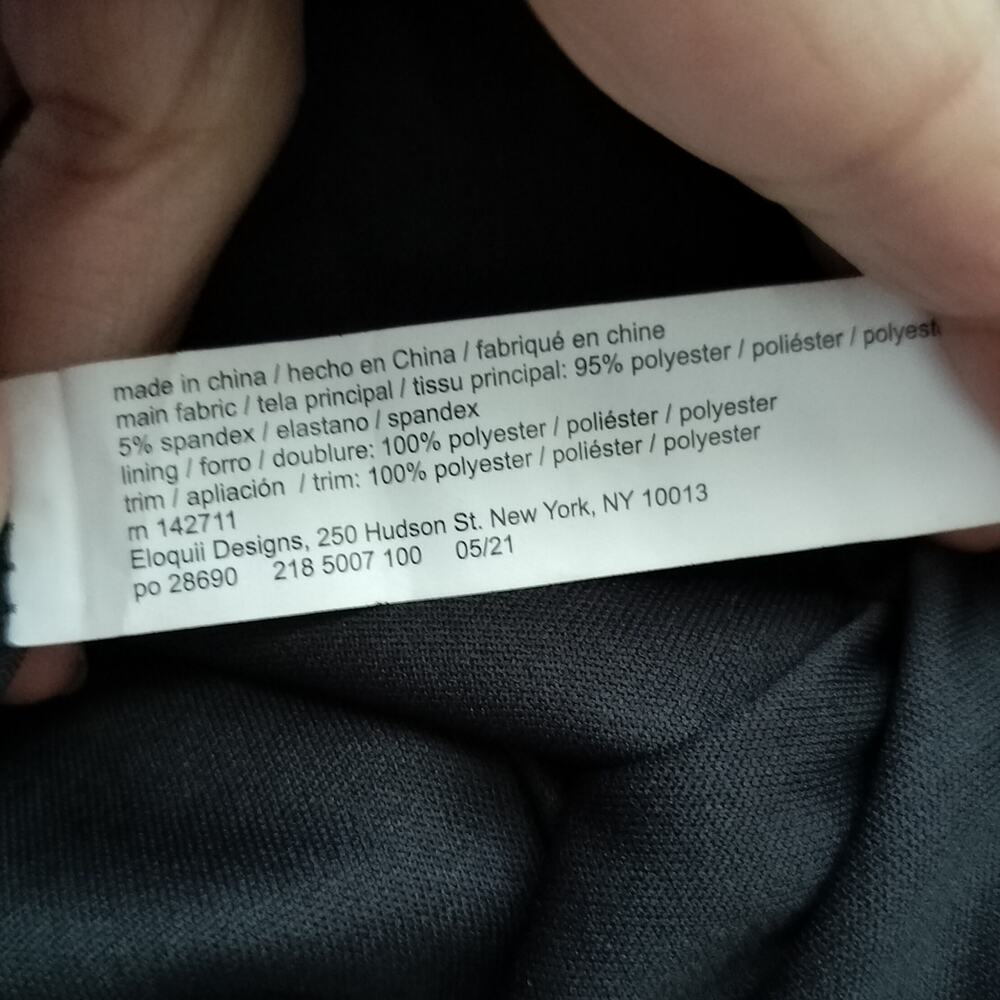 made in china / hecho en China / fabriqué en chine
main fabric / tela principal / tissu principal: 95% polyester / poliéster /
5% spandex / elastano / spandex
lining / forro / doublure: 100% polyester / poliéster / polyester
trim / apliación / trim: 100% polyester / poliéster / polyester
rn 142711
Eloquii Designs, 250 Hudson St. New York, NY 10013
po 28690 218 5007 100 05/21